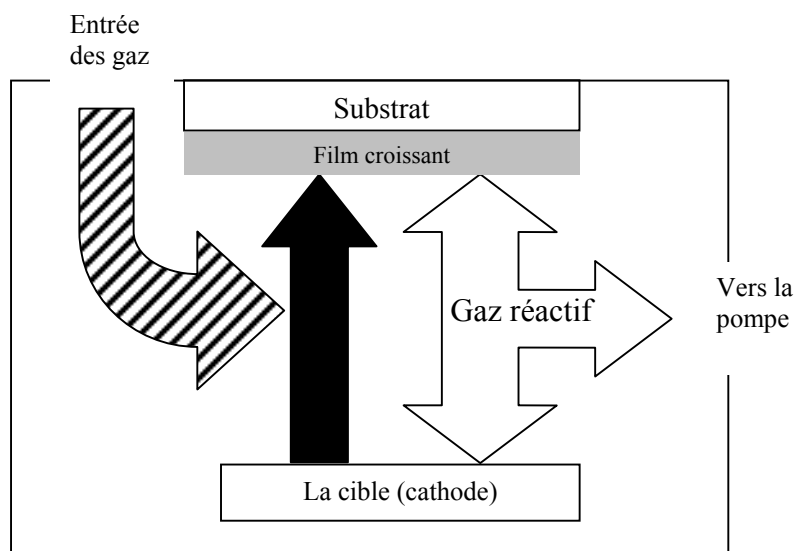 Entrée
des gaz
Substrat
Film croissant
Gaz réactif
Vers la
pompe
La cible (cathode)